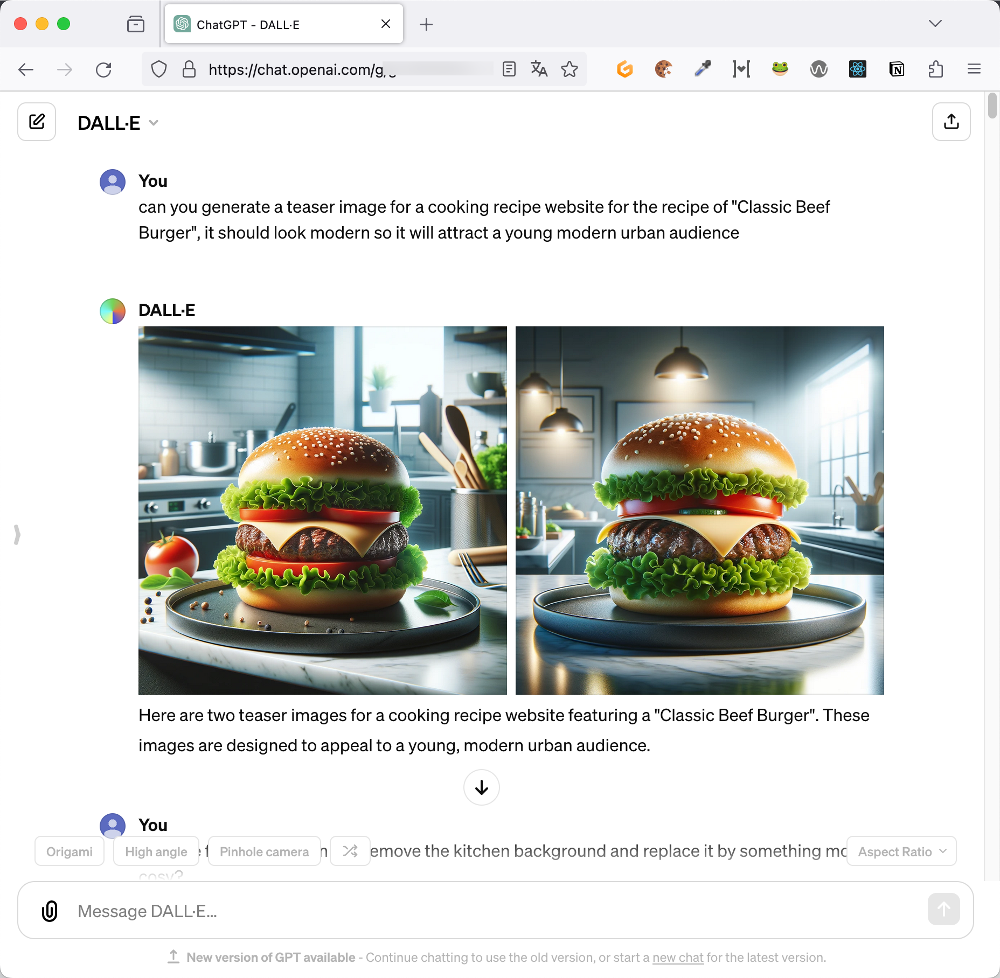 ChatGPT - DALL·E
https://chat.openai.com/g
DALL·E
You
can you generate a teaser image for a cooking recipe website for the recipe of "Classic Beef
Burger", it should look modern so it will attract a young modern urban audience
DALL·E
Here are two teaser images for a cooking recipe website featuring a "Classic Beef Burger". These
images are designed to appeal to a young, modern urban audience.
You
Origami
High angle
Pinhole camera
emove the kitchen background and replace it by something mo
Aspect Ratio
cosy?
Message DALL·E…
New version of GPT available - Continue chatting to use the old version, or start a new chat for the latest version.